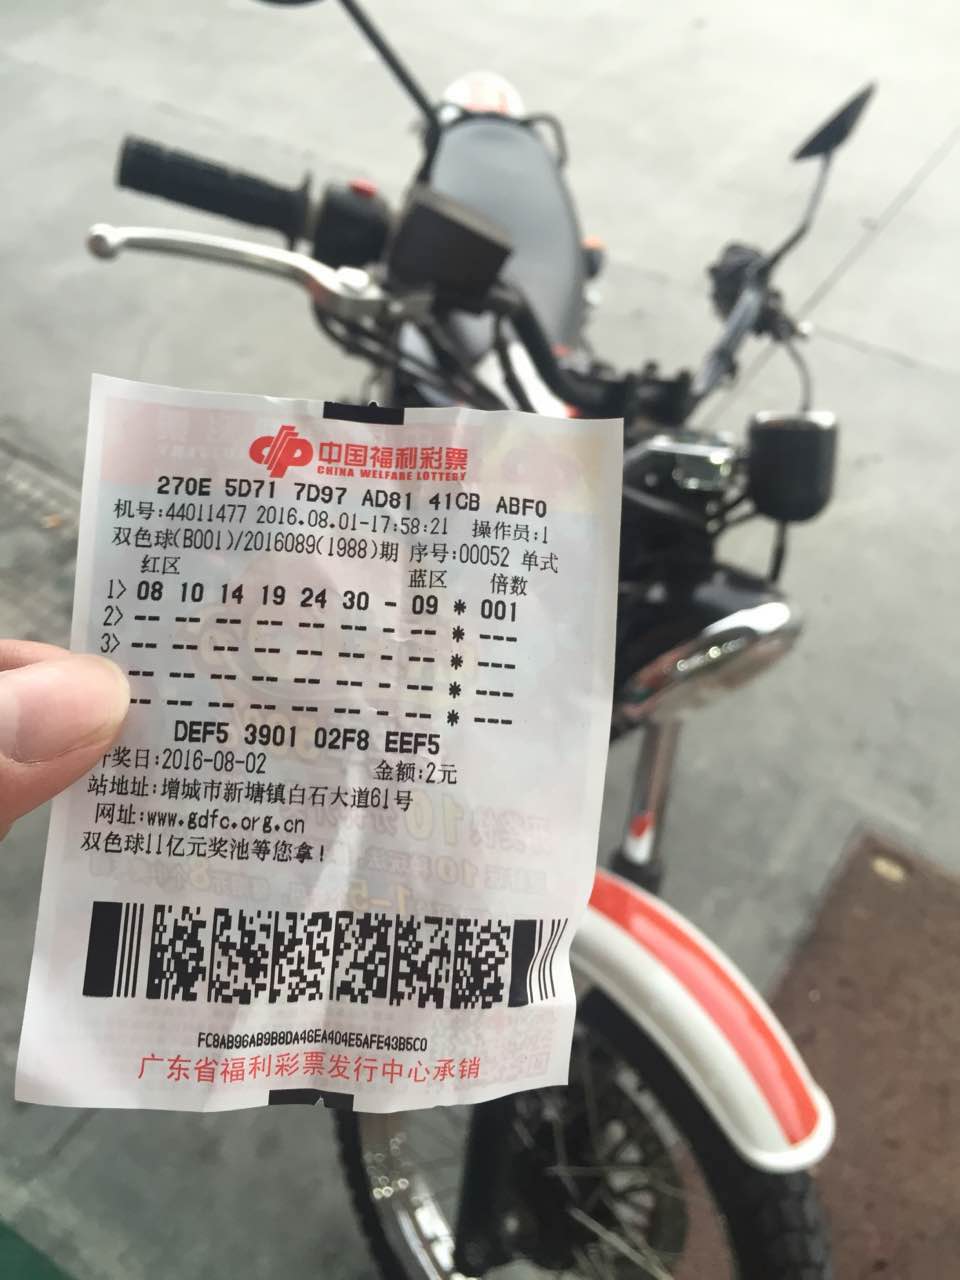 中国福利彩票
CHINA WELFARE LOTTERY
270E 5D71 7D97 AD81 41CB ABF0
机号:44011477 2016.08.01-17:58:21 操作员:1
双色球(B001)/2016089(1988)期 序号:00052 单式
红区 蓝区 倍数
1> 08 10 14 19 24 30 - 09 * 001
2> -- -- -- -- -- -- - -- * ---
3> -- -- -- -- -- -- - -- * ---
-- -- -- -- -- -- - -- * ---
-- -- -- -- -- -- - -- * ---
DEF5 3901 02F8 EEF5
开奖日:2016-08-02 金额:2元
站地址:增城市新塘镇白石大道61号
网址:www.gdfc.org.cn
双色球11亿元奖池等您拿!
FC8AB96AB9B8DA46EA404E5AFE43B5C0
广东省福利彩票发行中心承销